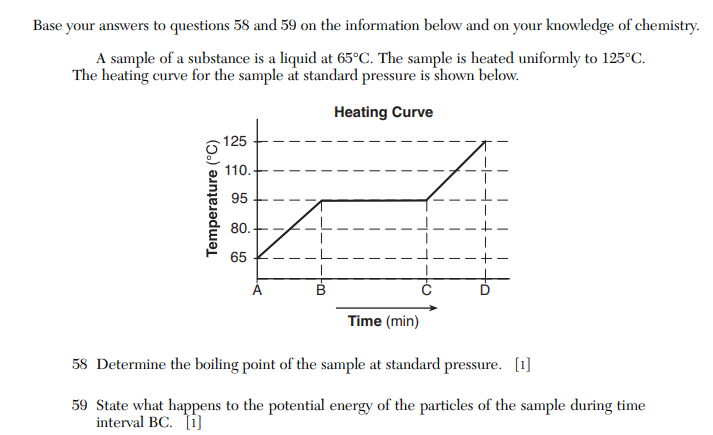 Base your answers to questions 58 and 59 on the information below and on your knowledge of chemistry.
A sample of a substance is a liquid at 65°C. The sample is heated uniformly to 125°C.
The heating curve for the sample at standard pressure is shown below.
Heating Curve
Temperature (°C)
125
110.
95
80.
65
A B C D
Time (min)
58 Determine the boiling point of the sample at standard pressure. [1]
59 State what happens to the potential energy of the particles of the sample during time
interval BC. [1]